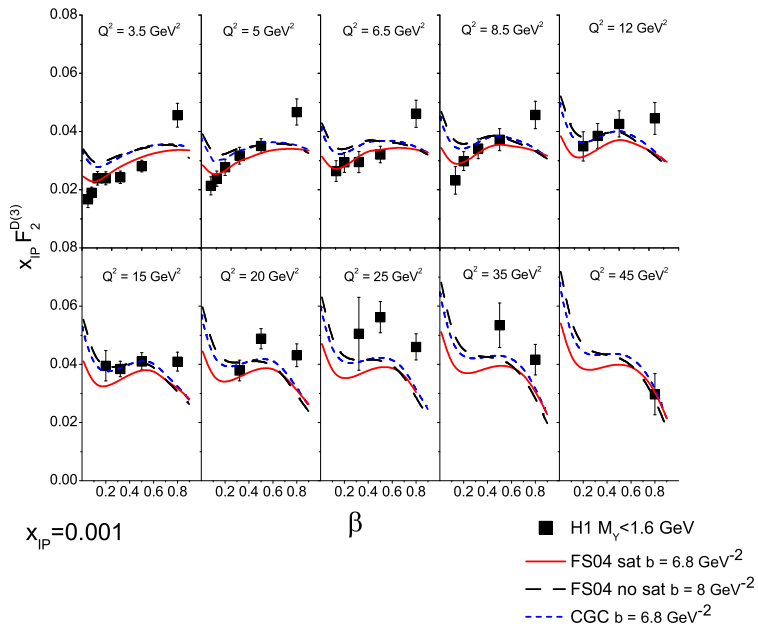 0.08
Q² = 3.5 GeV² Q² = 5 GeV² Q² = 6.5 GeV² Q² = 8.5 GeV² Q² = 12 GeV²
0.06
0.04
0.02
0.08
x_IP F₂^D(3)
Q² = 15 GeV² Q² = 20 GeV² Q² = 25 GeV² Q² = 35 GeV² Q² = 45 GeV²
0.06
0.04
0.02
0.00
0.2 0.4 0.6 0.8 0.2 0.4 0.6 0.8 0.2 0.4 0.6 0.8 0.2 0.4 0.6 0.8 0.2 0.4 0.6 0.8
β
x_IP=0.001
H1 M_Y<1.6 GeV
FS04 sat b = 6.8 GeV⁻²
FS04 no sat b = 8 GeV⁻²
CGC b = 6.8 GeV⁻²